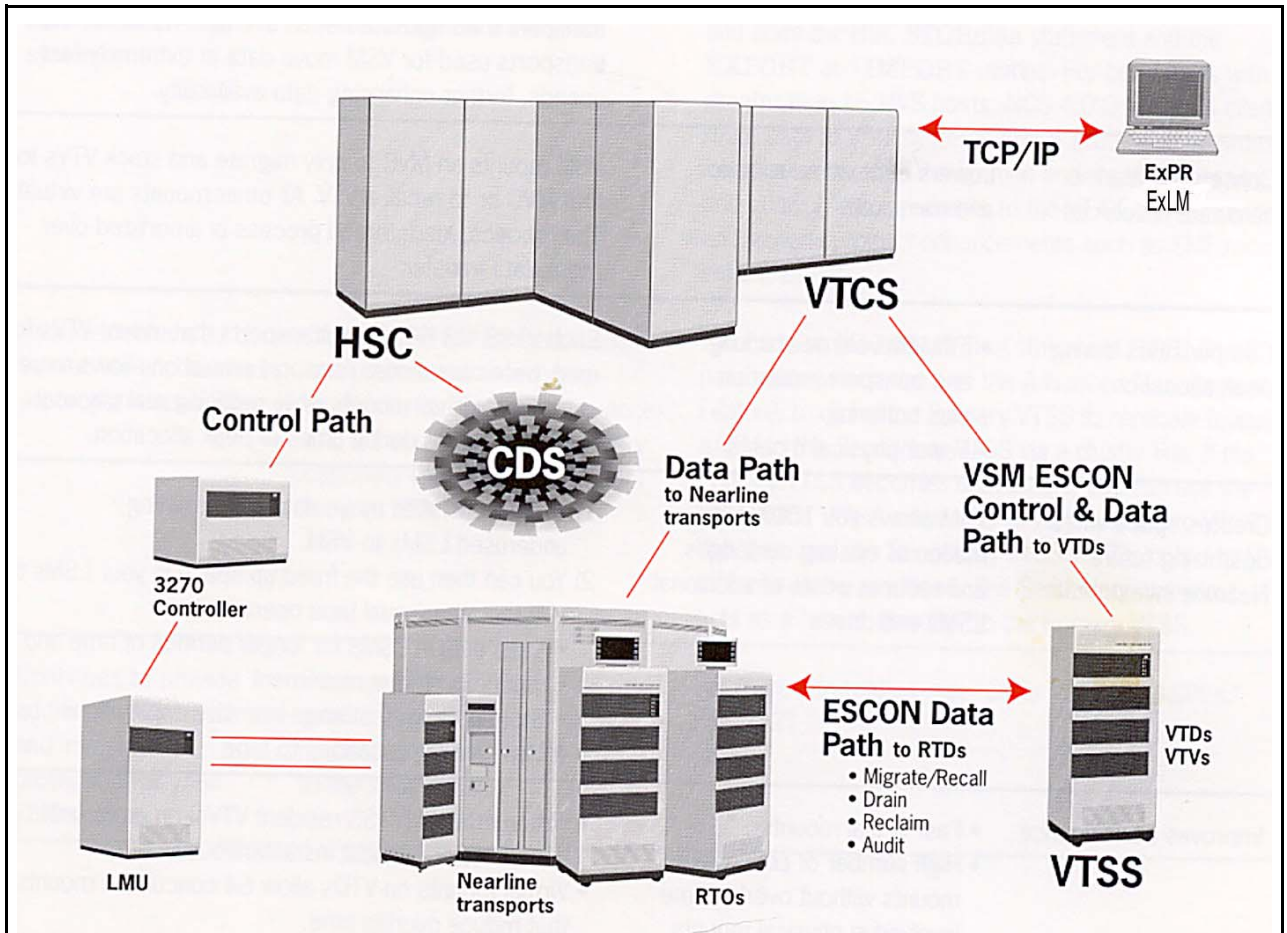 TCP/IP
ExPR
ExLM
VTCS
HSC
Control Path
CDS
Data Path
to Nearline
transports
VSM ESCON
Control & Data
Path to VTDs
3270
Controller
ESCON Data
Path to RTDs
• Migrate/Recall
• Drain
• Reclaim
• Audit
VTDs
VTVs
LMU
Nearline
transports
RTOs
VTSS